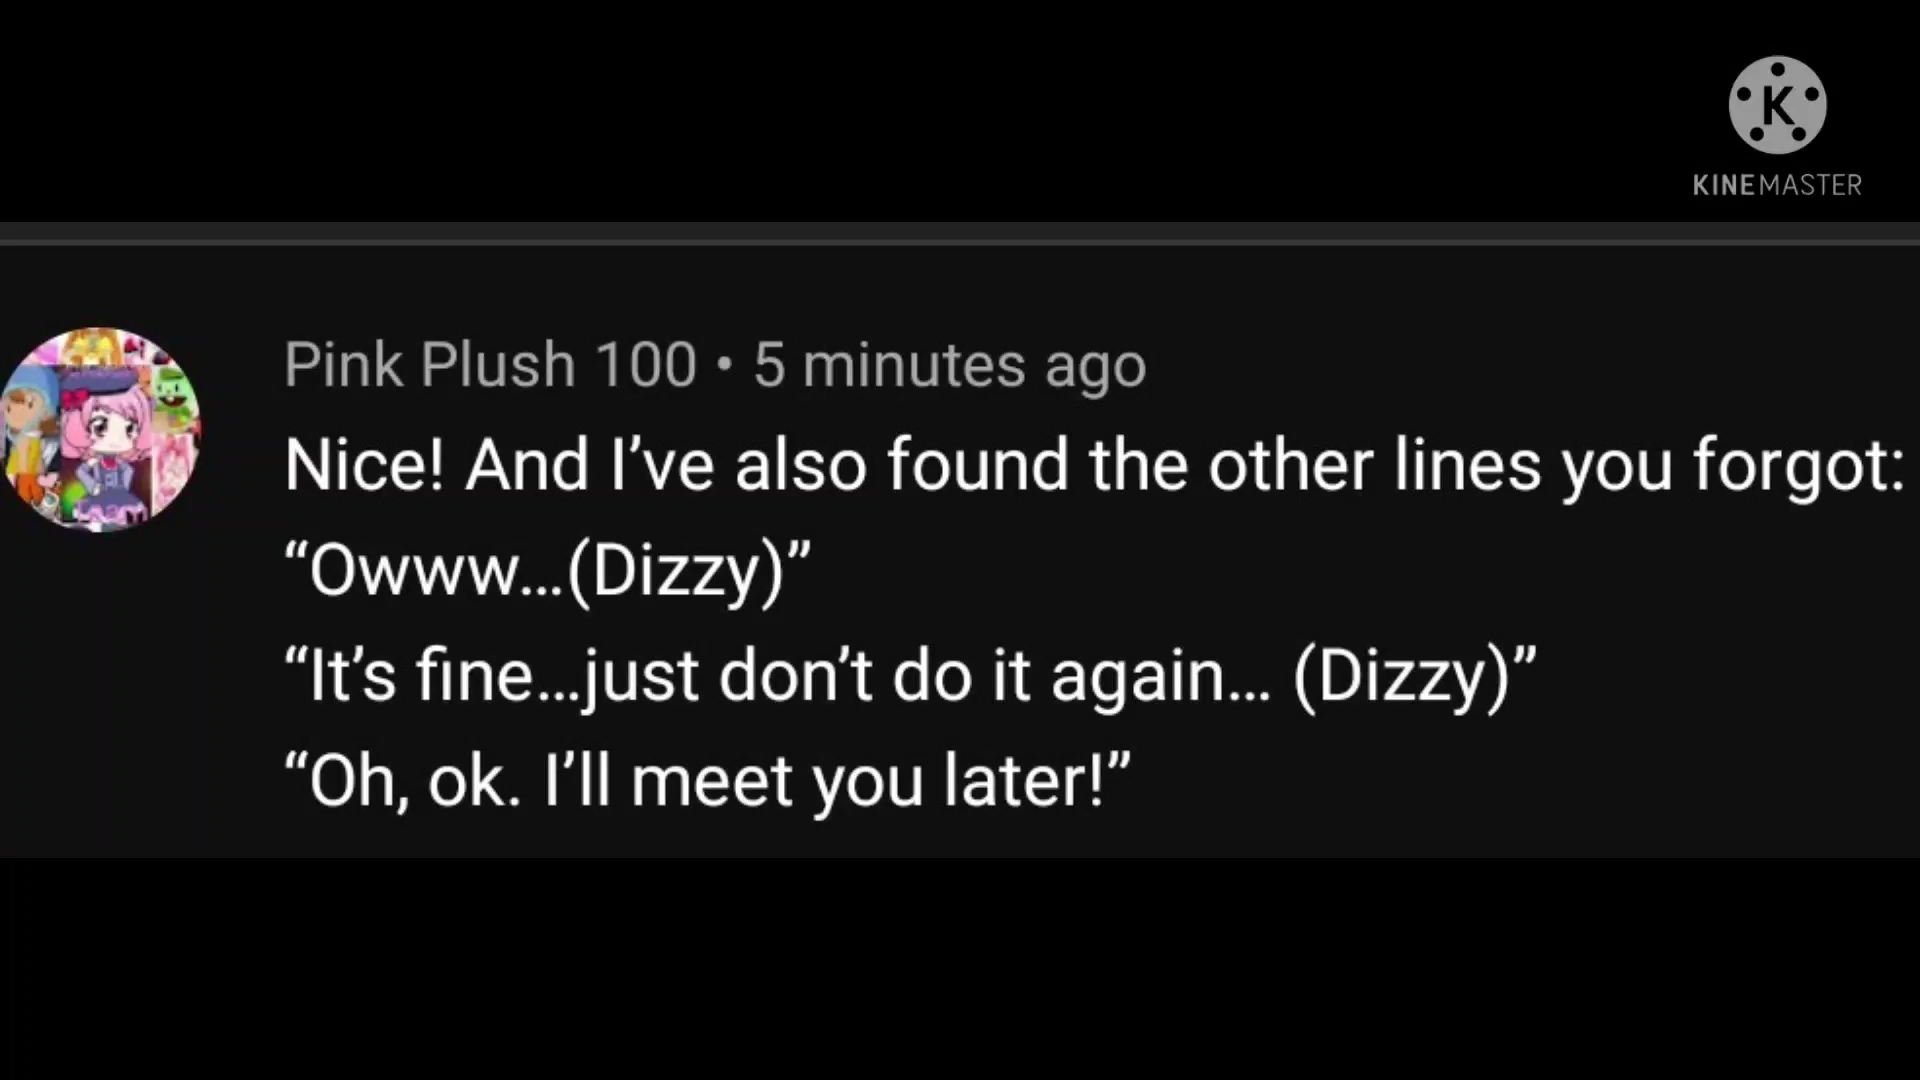 K
KINEMASTER
Pink Plush 100 • 5 minutes ago
Nice! And I’ve also found the other lines you forgot:
“Owww…(Dizzy)”
“It’s fine…just don’t do it again… (Dizzy)”
“Oh, ok. I’ll meet you later!”